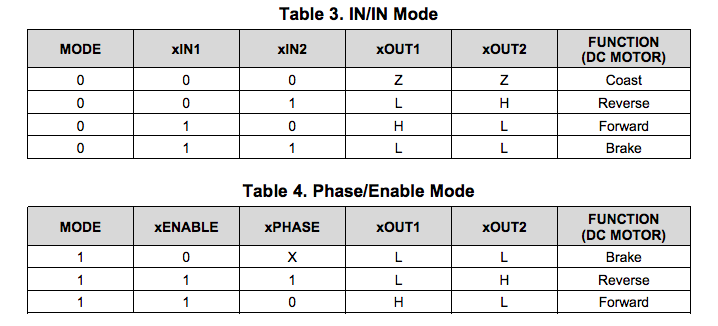 Table 3. IN/IN Mode
MODE xIN1 xIN2 xOUT1 xOUT2 FUNCTION (DC MOTOR)
0 0 0 Z Z Coast
0 0 1 L H Reverse
0 1 0 H L Forward
0 1 1 L L Brake
Table 4. Phase/Enable Mode
MODE xENABLE xPHASE xOUT1 xOUT2 FUNCTION (DC MOTOR)
1 0 X L L Brake
1 1 1 L H Reverse
1 1 0 H L Forward